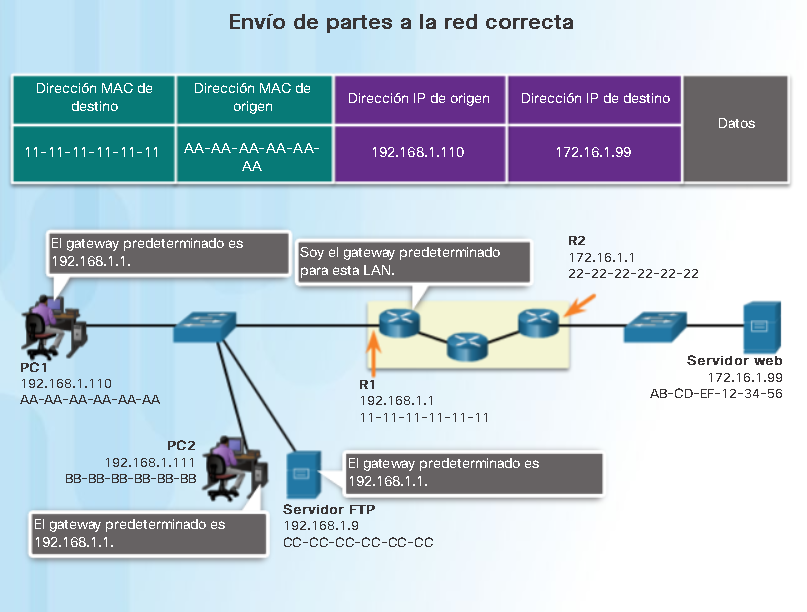 Envío de partes a la red correcta
Dirección MAC de
destino
Dirección MAC de
origen
Dirección IP de origen
Dirección IP de destino
Datos
11-11-11-11-11-11
AA-AA-AA-AA-AA-
AA
192.168.1.110
172.16.1.99
El gateway predeterminado es
192.168.1.1.
Soy el gateway predeterminado
para esta LAN.
R2
172.16.1.1
22-22-22-22-22-22
PC1
192.168.1.110
AA-AA-AA-AA-AA-AA
R1
192.168.1.1
11-11-11-11-11-11
Servidor web
172.16.1.99
AB-CD-EF-12-34-56
PC2
192.168.1.111
BB-BB-BB-BB-BB-BB
El gateway predeterminado es
192.168.1.1.
Servidor FTP
192.168.1.9
CC-CC-CC-CC-CC-CC
El gateway predeterminado es
192.168.1.1.